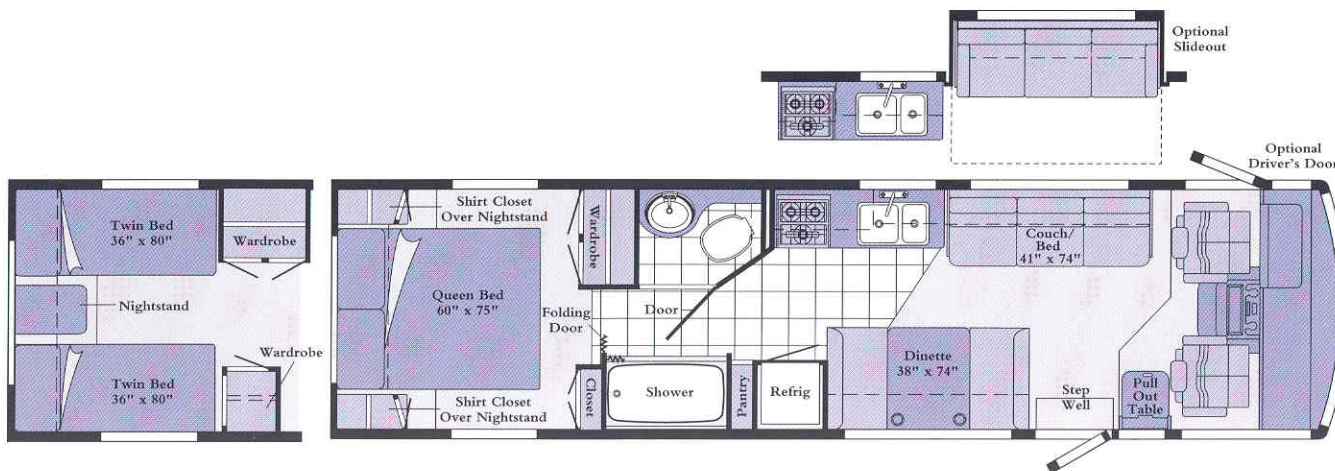 Optional
Slideout
Optional
Driver's Door
Twin Bed
36" x 80"
Wardrobe
Nightstand
Wardrobe
Twin Bed
36" x 80"
Shirt Closet
Over Nightstand
Wardrobe
Queen Bed
60" x 75"
Folding
Door
Door
Shirt Closet
Over Nightstand
Closet
Shower
Pantry
Refrig
Couch/
Bed
41" x 74"
Dinette
38" x 74"
Step
Well
Pull
Out
Table